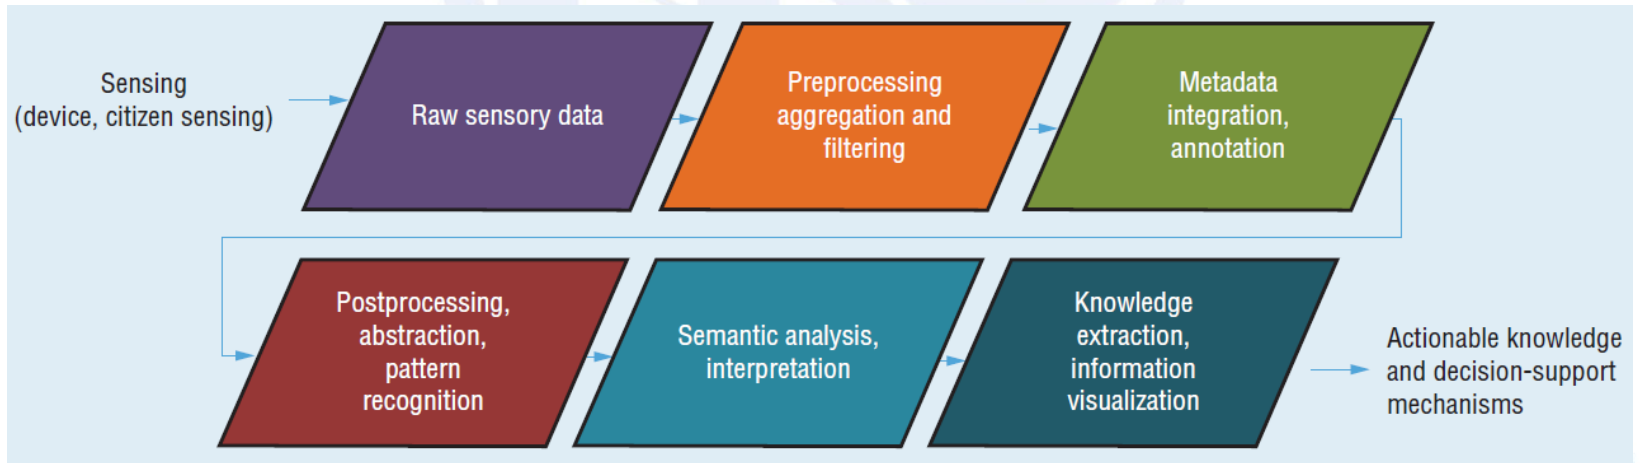 Sensing
(device, citizen sensing)
Raw sensory data
Preprocessing
aggregation and
filtering
Metadada
integration,
annotation
Postprocessing,
abstraction,
pattern
recognition
Semantic analysis,
interpretation
Knowledge
extraction,
information
visualization
Actionable knowledge
and decision-support
mechanisms